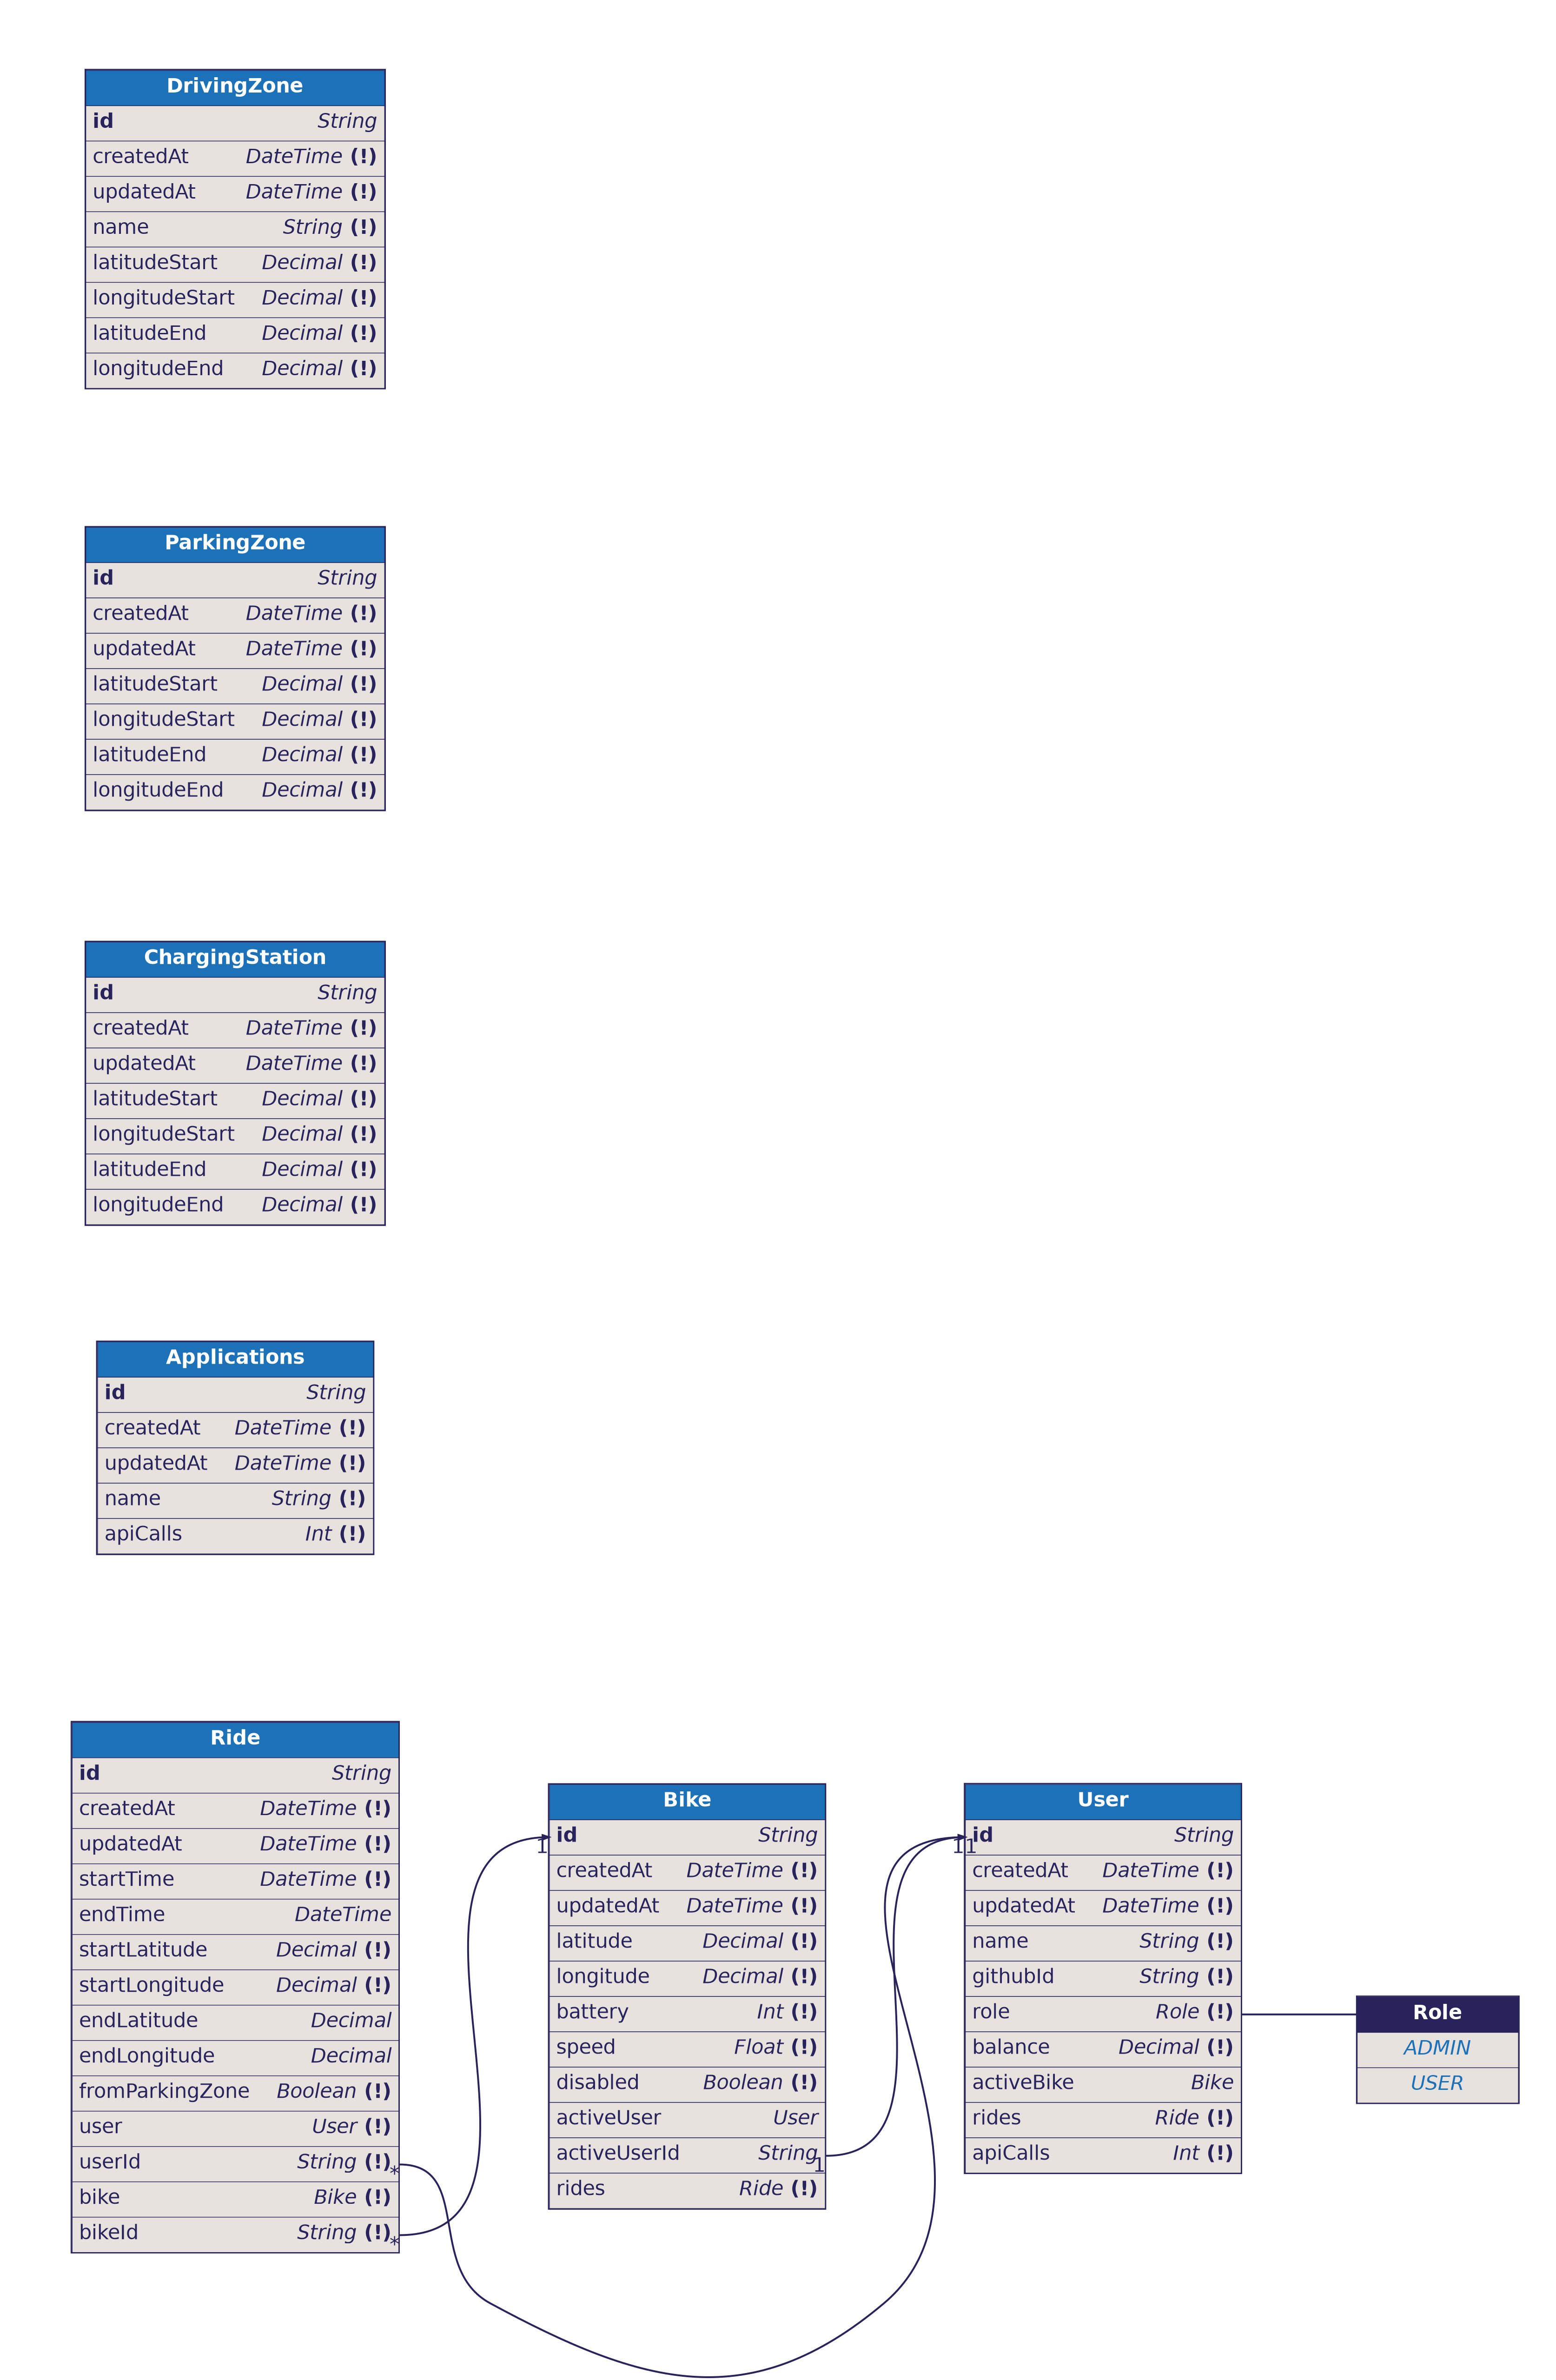 DrivingZone
id String
createdAt DateTime (!)
updatedAt DateTime (!)
name String (!)
latitudeStart Decimal (!)
longitudeStart Decimal (!)
latitudeEnd Decimal (!)
longitudeEnd Decimal (!)
ParkingZone
id String
createdAt DateTime (!)
updatedAt DateTime (!)
latitudeStart Decimal (!)
longitudeStart Decimal (!)
latitudeEnd Decimal (!)
longitudeEnd Decimal (!)
ChargingStation
id String
createdAt DateTime (!)
updatedAt DateTime (!)
latitudeStart Decimal (!)
longitudeStart Decimal (!)
latitudeEnd Decimal (!)
longitudeEnd Decimal (!)
Applications
id String
createdAt DateTime (!)
updatedAt DateTime (!)
name String (!)
apiCalls Int (!)
Ride
id String
createdAt DateTime (!)
updatedAt DateTime (!)
startTime DateTime (!)
endTime DateTime
startLatitude Decimal (!)
startLongitude Decimal (!)
endLatitude Decimal
endLongitude Decimal
fromParkingZone Boolean (!)
user User (!)
userId String (!)
*
bike Bike (!)
bikeId String (!)
*
Bike
id String
1
createdAt DateTime (!)
updatedAt DateTime (!)
latitude Decimal (!)
longitude Decimal (!)
battery Int (!)
speed Float (!)
disabled Boolean (!)
activeUser User
activeUserId String
1
rides Ride (!)
User
id String
1 1
createdAt DateTime (!)
updatedAt DateTime (!)
name String (!)
githubId String (!)
role Role (!)
balance Decimal (!)
activeBike Bike
rides Ride (!)
apiCalls Int (!)
Role
ADMIN
USER